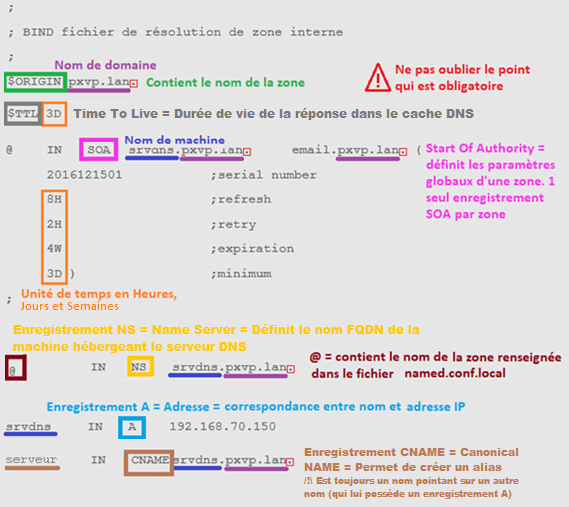 ;
; BIND fichier de résolution de zone interne
;
Nom de domaine
$ORIGIN pxvp.lan. Contient le nom de la zone
Ne pas oublier le point
qui est obligatoire
$TTL 3D Time To Live = Durée de vie de la réponse dans le cache DNS
Nom de machine
@ IN SOA srvdns.pxvp.lan. email.pxvp.lan. (
Start Of Authority =
définit les paramètres
globaux d'une zone. 1
seul enregistrement
SOA par zone
2016121501 ;serial number
8H ;refresh
2H ;retry
4W ;expiration
3D ) ;minimum
;
Unité de temps en Heures,
Jours et Semaines
Enregistrement NS = Name Server = Définit le nom FQDN de la
machine hébergeant le serveur DNS
@ IN NS srvdns.pxvp.lan.
@ = contient le nom de la zone renseignée
dans le fichier named.conf.local
Enregistrement A = Adresse = correspondance entre nom et adresse IP
srvdns IN A 192.168.70.150
serveur IN CNAME srvdns.pxvp.lan.
Enregistrement CNAME = Canonical
NAME = Permet de créer un alias
/!\ Est toujours un nom pointant sur un autre
nom (qui lui possède un enregistrement A)